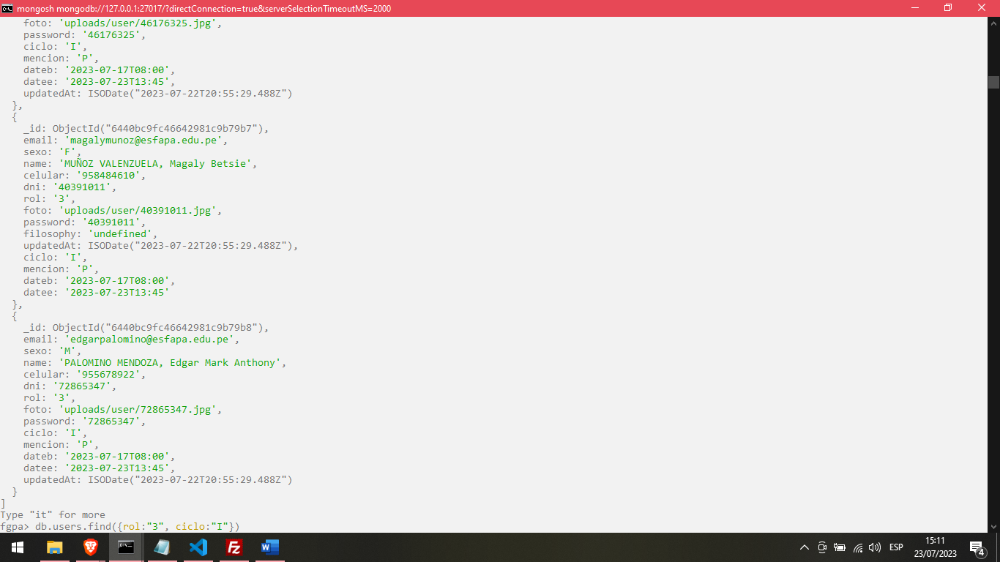 mongosh mongodb://127.0.0.1:27017/?directConnection=true&serverSelectionTimeoutMS=2000
foto: 'uploads/user/46176325.jpg',
password: '46176325',
ciclo: 'I',
mencion: 'P',
dateb: '2023-07-17T08:00',
datee: '2023-07-23T13:45',
updatedAt: ISODate("2023-07-22T20:55:29.488Z")
},
{
_id: ObjectId("6440bc9fc46642981c9b79b7"),
email: 'magalymunoz@esfapa.edu.pe',
sexo: 'F',
name: 'MUÑOZ VALENZUELA, Magaly Betsie',
celular: '958484610',
dni: '40391011',
rol: '3',
foto: 'uploads/user/40391011.jpg',
password: '40391011',
filosophy: 'undefined',
updatedAt: ISODate("2023-07-22T20:55:29.488Z"),
ciclo: 'I',
mencion: 'P',
dateb: '2023-07-17T08:00',
datee: '2023-07-23T13:45'
},
{
_id: ObjectId("6440bc9fc46642981c9b79b8"),
email: 'edgarpalomino@esfapa.edu.pe',
sexo: 'M',
name: 'PALOMINO MENDOZA, Edgar Mark Anthony',
celular: '955678922',
dni: '72865347',
rol: '3',
foto: 'uploads/user/72865347.jpg',
password: '72865347',
ciclo: 'I',
mencion: 'P',
dateb: '2023-07-17T08:00',
datee: '2023-07-23T13:45',
updatedAt: ISODate("2023-07-22T20:55:29.488Z")
}
]
Type "it" for more
fgpa> db.users.find({rol:"3", ciclo:"I"})
ESP
15:11
23/07/2023
4